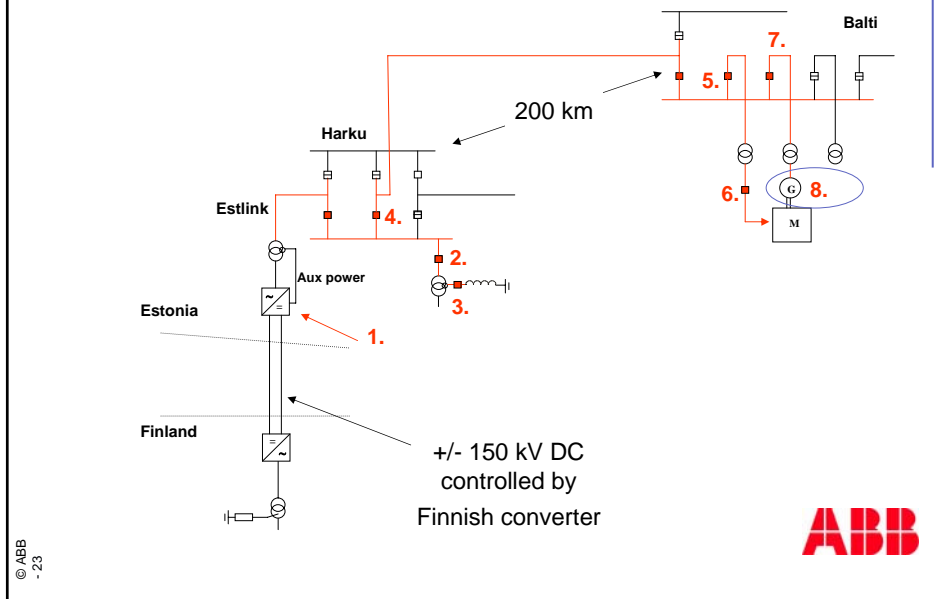 Balti
7.
5.
200 km
Harku
6.
G
8.
M
Estlink
4.
2.
Aux power
3.
~
=
Estonia
1.
Finland
=
~
+/- 150 kV DC
controlled by
Finnish converter
ABB
© ABB
- 23